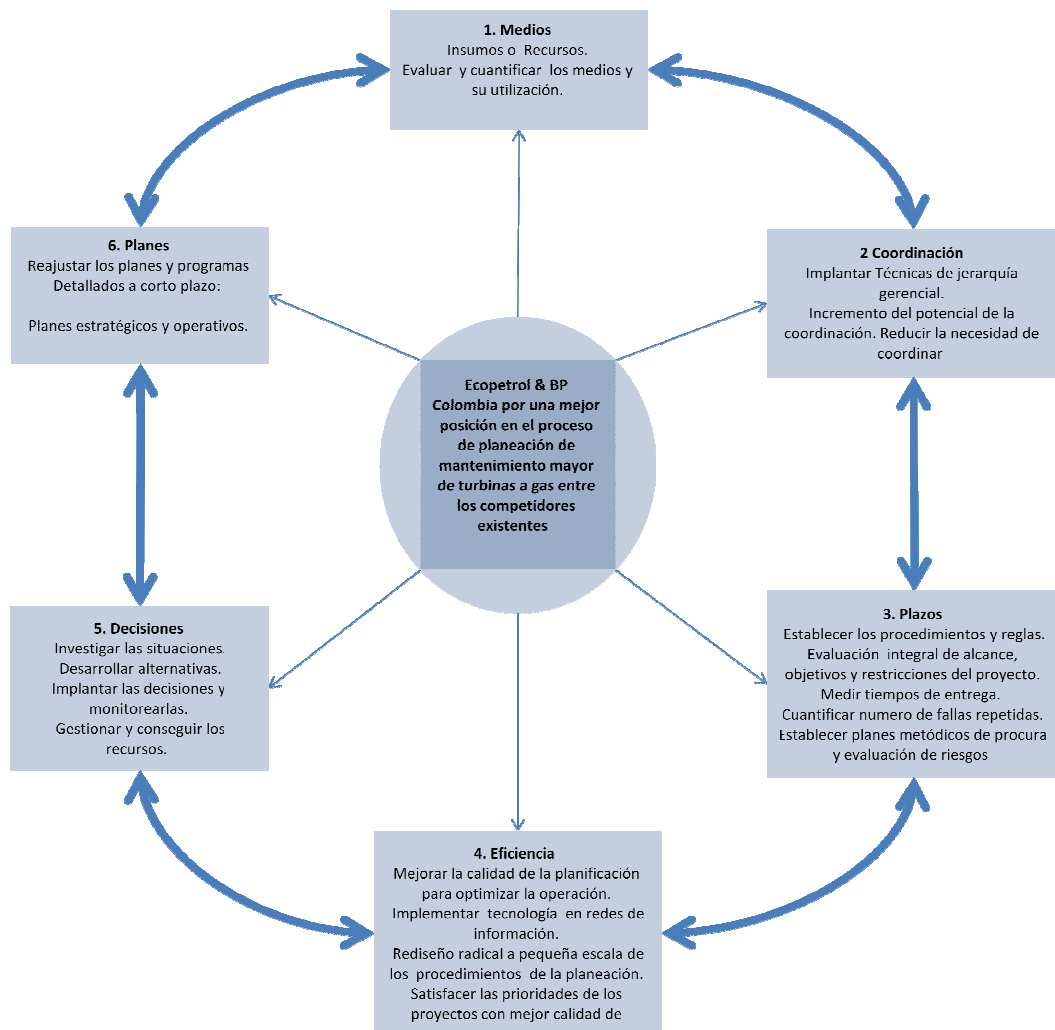 1. Medios
Insumos o Recursos.
Evaluar y cuantificar los medios y
su utilización.
2 Coordinación
Implantar Técnicas de jerarquía
gerencial.
Incremento del potencial de la
coordinación. Reducir la necesidad de
coordinar
3. Plazos
Establecer los procedimientos y reglas.
Evaluación integral de alcance,
objetivos y restricciones del proyecto.
Medir tiempos de entrega.
Cuantificar numero de fallas repetidas.
Establecer planes metódicos de procura
y evaluación de riesgos
4. Eficiencia
Mejorar la calidad de la planificación
para optimizar la operación.
Implementar tecnología en redes de
información.
Rediseño radical a pequeña escala de
los procedimientos de la planeación.
Satisfacer las prioridades de los
proyectos con mejor calidad de
5. Decisiones
Investigar las situaciones.
Desarrollar alternativas.
Implantar las decisiones y
monitorearlas.
Gestionar y conseguir los
recursos.
6. Planes
Reajustar los planes y programas
Detallados a corto plazo:
Planes estratégicos y operativos.
Ecopetrol & BP
Colombia por una mejor
posición en el proceso
de planeación de
mantenimiento mayor
de turbinas a gas entre
los competidores
existentes